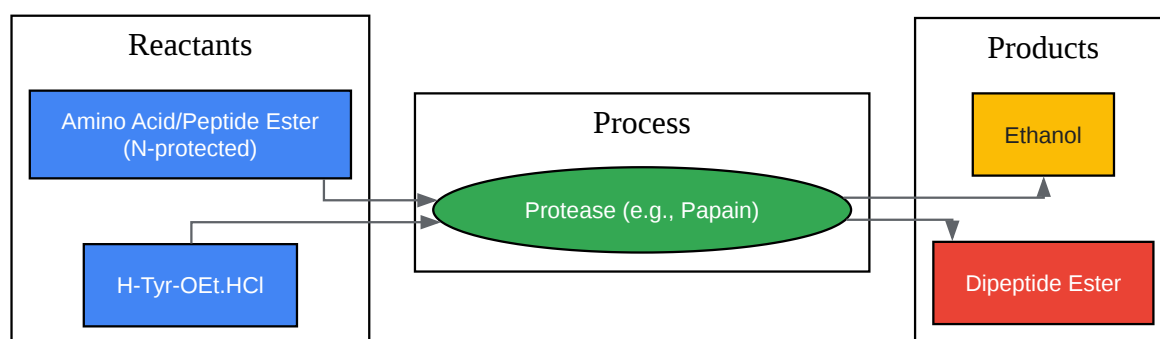 Reactants
Amino Acid/Peptide Ester
(N-protected)
H-Tyr-OEt.HCl
Process
Protease (e.g., Papain)
Products
Ethanol
Dipeptide Ester